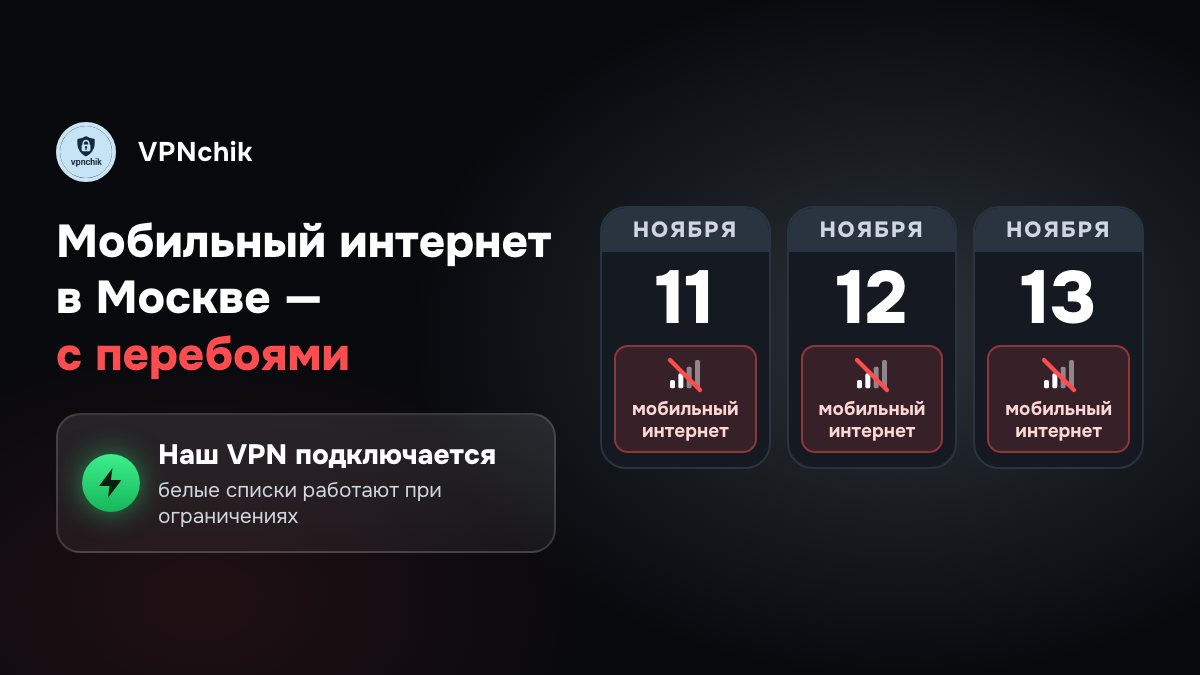 vpnchik
VPNchik
Мобильный интернет
в Москве —
с перебоями
Наш VPN подключается
белые списки работают при
ограничениях
НОЯБРЯ
11
мобильный
интернет
НОЯБРЯ
12
мобильный
интернет
НОЯБРЯ
13
мобильный
интернет